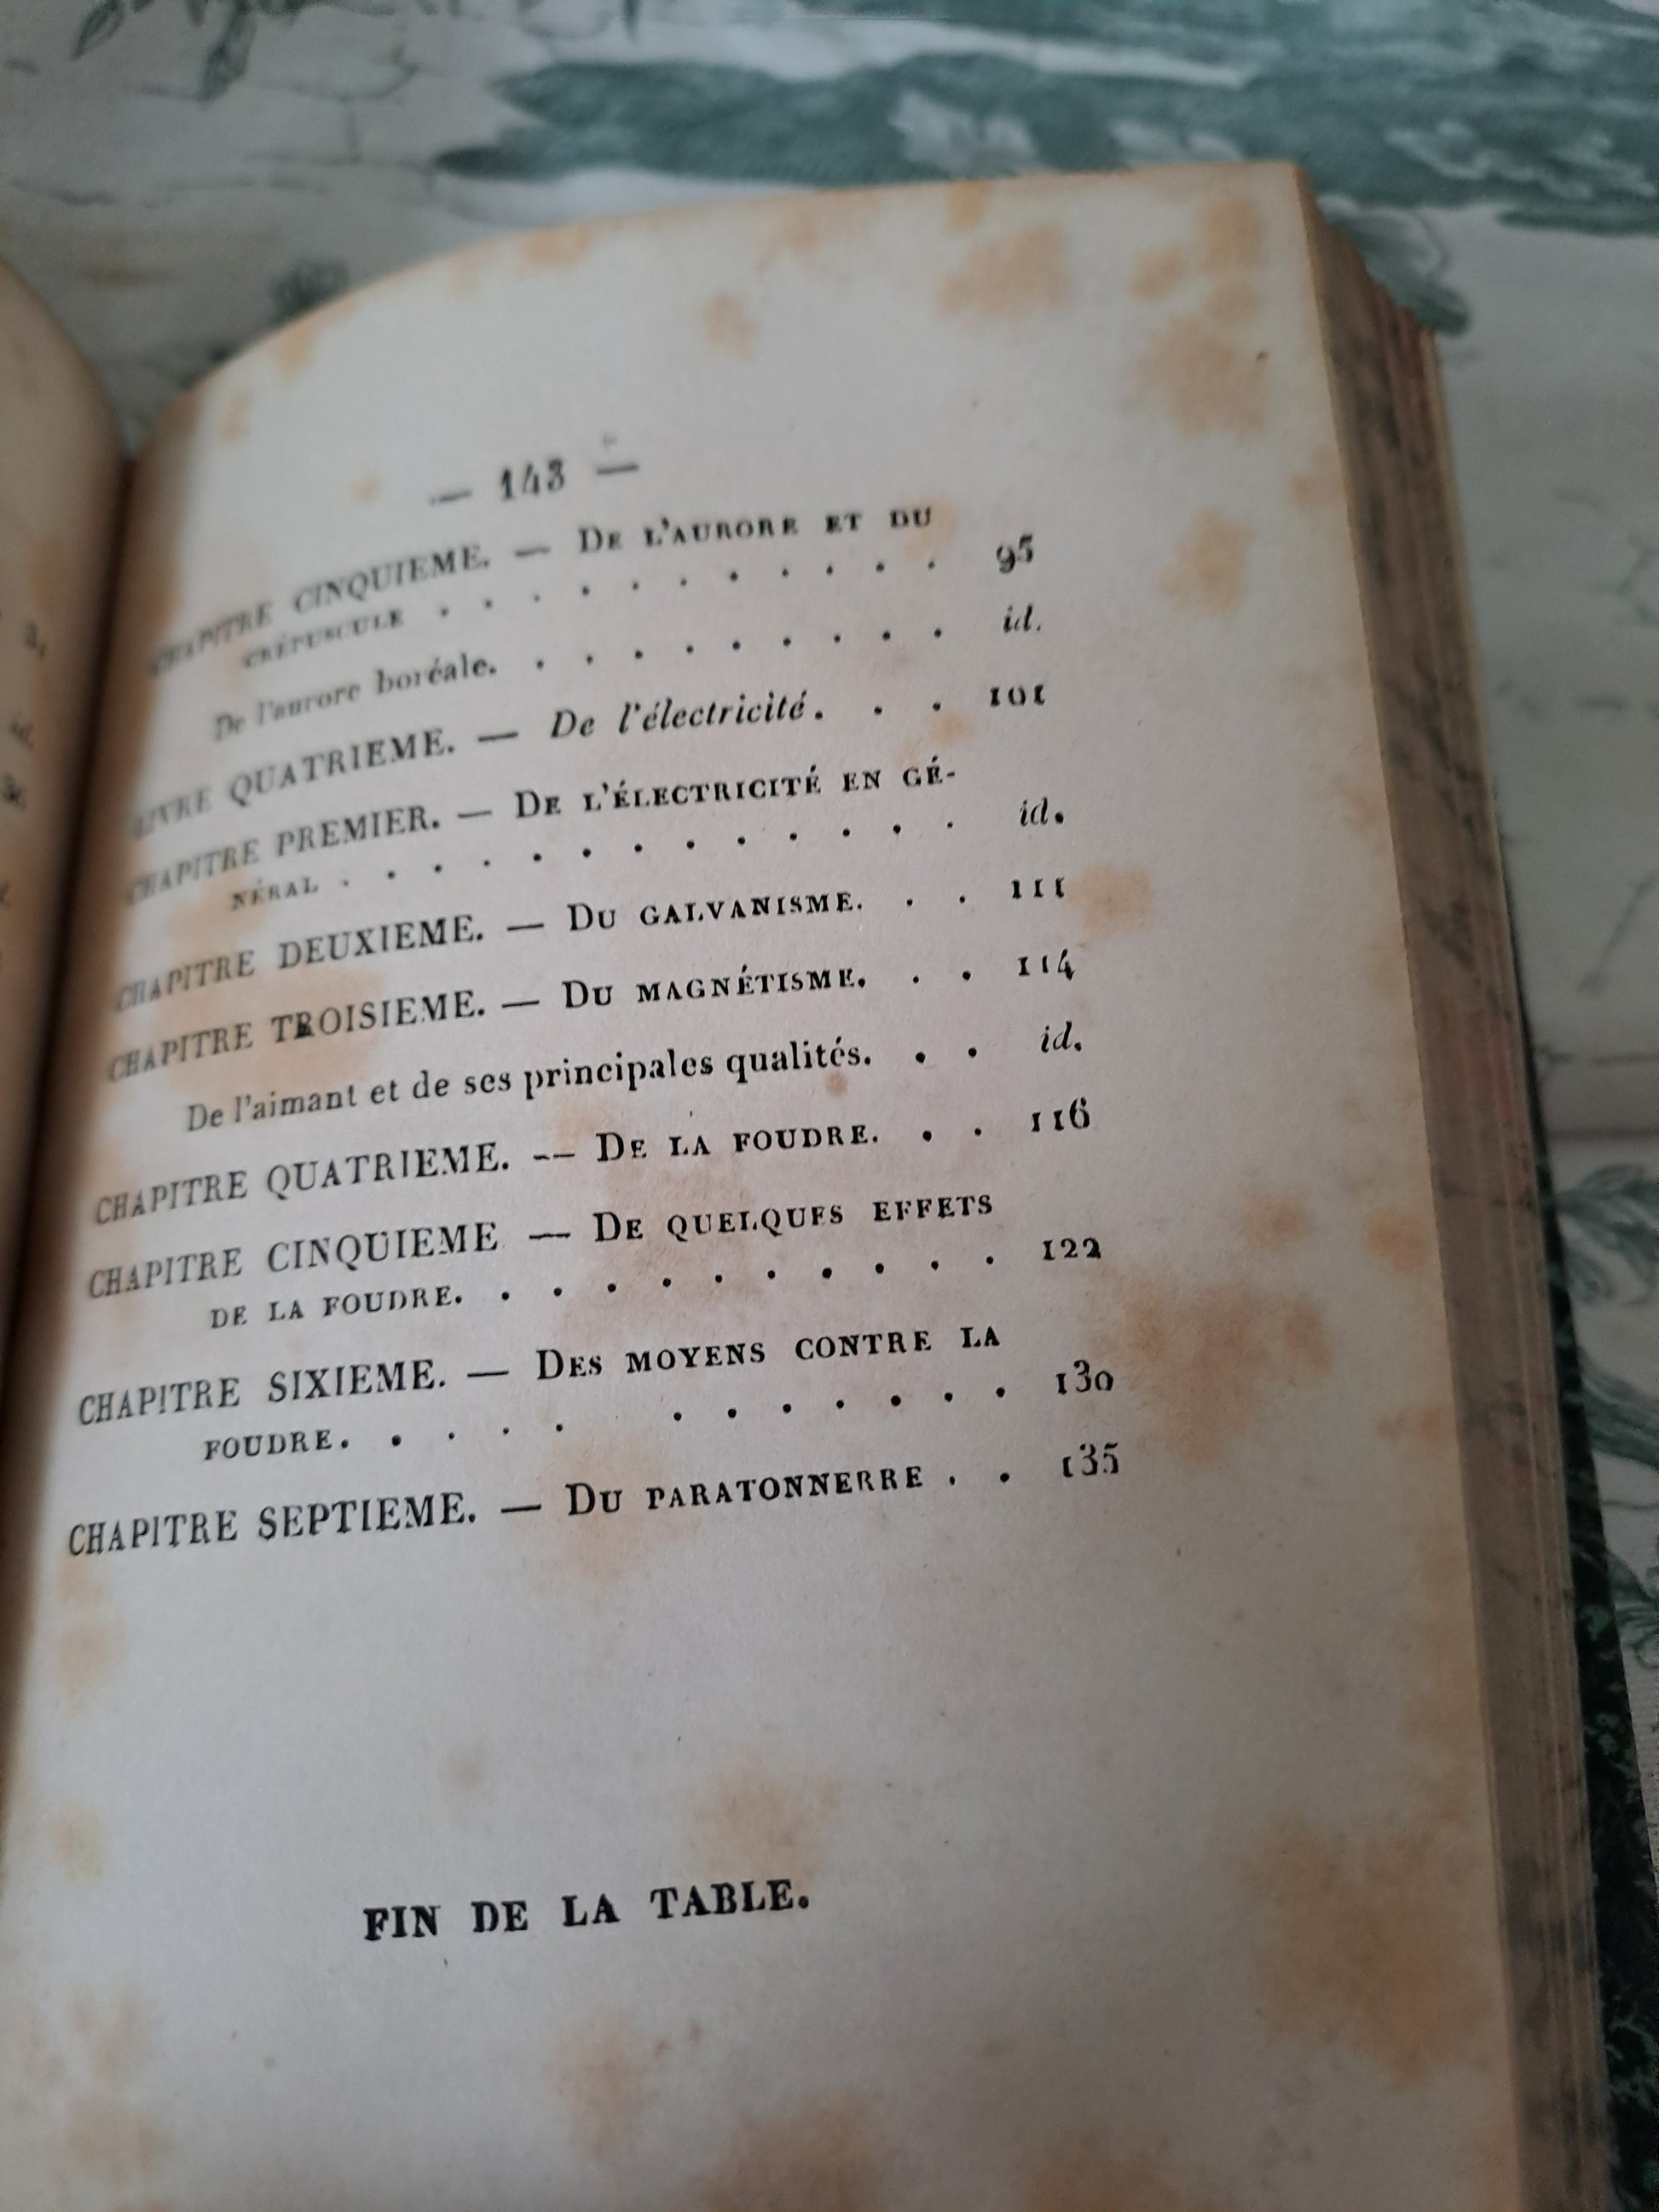 — 143 —
CHAPITRE CINQUIEME. — DE L'AURORE ET DU
CRÉPUSCULE . . . . . . . . . . . 95
De l'aurore boréale. . . . . . . . . . id.
LIVRE QUATRIEME. — De l'électricité. . . 101
CHAPITRE PREMIER. — DE L'ÉLECTRICITÉ EN GÉ-
NÉRAL . . . . . . . . . . . . . id.
CHAPITRE DEUXIEME. — DU GALVANISME. . . 111
CHAPITRE TROISIEME. — DU MAGNÉTISME. . . 114
De l'aimant et de ses principales qualités. . . id.
CHAPITRE QUATRIEME. -— DE LA FOUDRE. . . 116
CHAPITRE CINQUIEME — DE QUELQUES EFFETS
DE LA FOUDRE. . . . . . . . . . . 122
CHAPITRE SIXIEME. — DES MOYENS CONTRE LA
FOUDRE. . . . . . . . . . . . 130
CHAPITRE SEPTIEME. — DU PARATONNERRE . . 135
FIN DE LA TABLE.